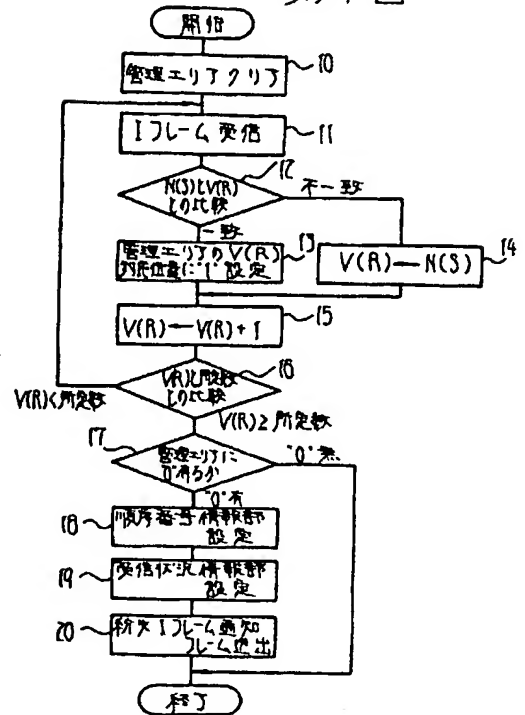 開始
10
管理エリアクリア
Iフレーム受信
11
12
N(S)とV(R)
との比較
不一致
一致
13
管理エリアのV(R)
対応位置に"1"設定
14
V(R)←N(S)
15
V(R)←V(R)+1
16
V(R)と所定数
との比較
V(R)<所定数
V(R)≥所定数
17
管理エリアに
"0"有るか
"0"無
"0"有
18
順序番号情報部
設定
19
受信状況情報部
設定
20
紛失Iフレーム通知
フレーム送出
終了